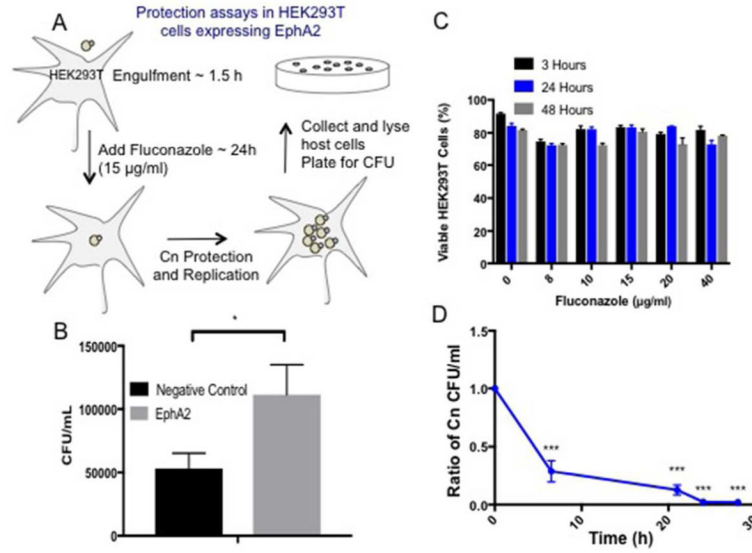 A
Protection assays in HEK293T
cells expressing EphA2
HEK293T
Engulfment ~ 1.5 h
Add Fluconazole ~ 24h
(15 µg/ml)
Collect and lyse
host cells
Plate for CFU
Cn Protection
and Replication
B
*
150000
100000
50000
0
CFU/mL
Negative Control
EphA2
C
3 Hours
24 Hours
48 Hours
100
80
60
40
20
0
Viable HEK293T Cells (%)
0 8 10 15 20 40
Fluconazole (µg/ml)
D
1.5
1.0
0.5
0.0
Ratio of Cn CFU/ml
***
***
*** ***
0 10 20 30
Time (h)